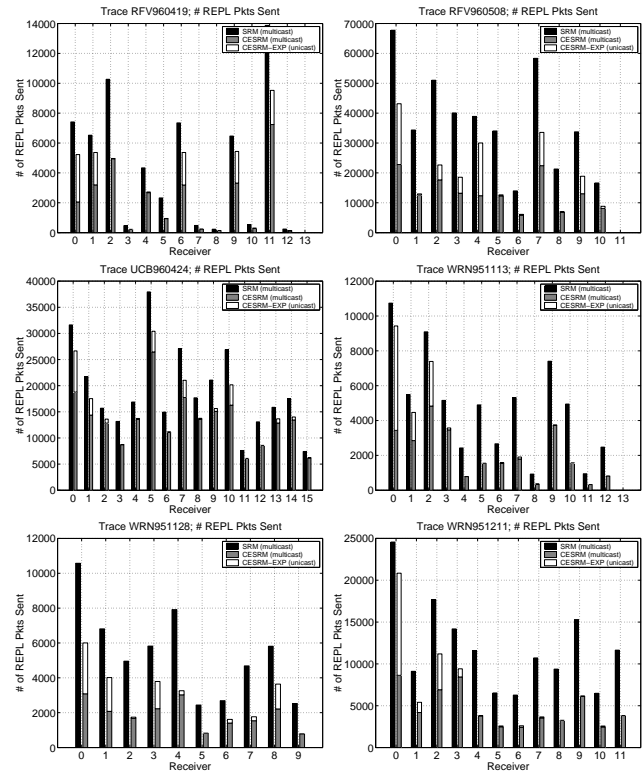 Trace RFV960419; # REPL Pkts Sent
14000
12000
10000
8000
6000
4000
2000
0
# of REPL Pkts Sent
SRM (multicast)
CESRM (multicast)
CESRM−EXP (unicast)
0 1 2 3 4 5 6 7 8 9 10 11 12 13
Receiver
Trace RFV960508; # REPL Pkts Sent
70000
60000
50000
40000
30000
20000
10000
0
# of REPL Pkts Sent
SRM (multicast)
CESRM (multicast)
CESRM−EXP (unicast)
0 1 2 3 4 5 6 7 8 9 10 11
Receiver
Trace UCB960424; # REPL Pkts Sent
40000
35000
30000
25000
20000
15000
10000
5000
0
# of REPL Pkts Sent
SRM (multicast)
CESRM (multicast)
CESRM−EXP (unicast)
0 1 2 3 4 5 6 7 8 9 10 11 12 13 14 15
Receiver
Trace WRN951113; # REPL Pkts Sent
12000
10000
8000
6000
4000
2000
0
# of REPL Pkts Sent
SRM (multicast)
CESRM (multicast)
CESRM−EXP (unicast)
0 1 2 3 4 5 6 7 8 9 10 11 12 13
Receiver
Trace WRN951128; # REPL Pkts Sent
12000
10000
8000
6000
4000
2000
0
# of REPL Pkts Sent
SRM (multicast)
CESRM (multicast)
CESRM−EXP (unicast)
0 1 2 3 4 5 6 7 8 9
Receiver
Trace WRN951211; # REPL Pkts Sent
25000
20000
15000
10000
5000
0
# of REPL Pkts Sent
SRM (multicast)
CESRM (multicast)
CESRM−EXP (unicast)
0 1 2 3 4 5 6 7 8 9 10 11
Receiver